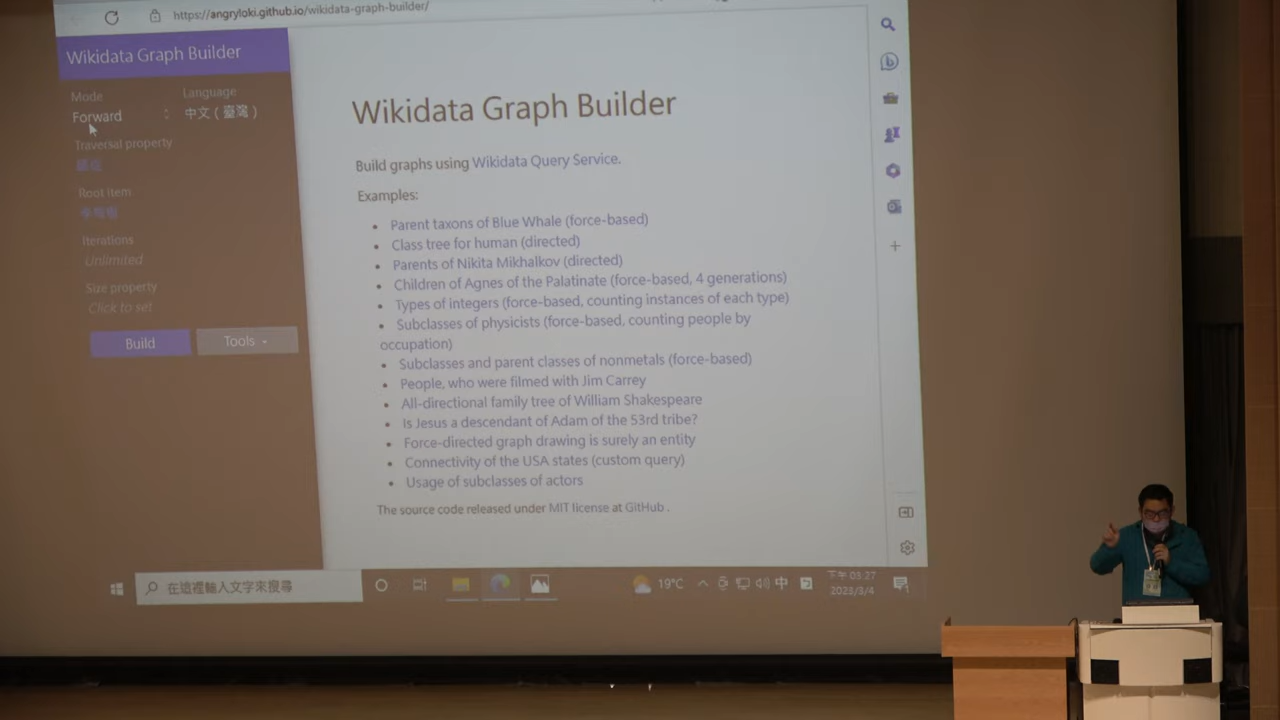 https://angryloki.github.io/wikidata-graph-builder/
Wikidata Graph Builder
Mode
Language
Forward
中文（臺灣）
Traversal property
Root item
Iterations
Unlimited
Size property
Click to set
Build
Tools
Wikidata Graph Builder
Build graphs using Wikidata Query Service.
Examples:
• Parent taxons of Blue Whale (force-based)
• Class tree for human (directed)
• Parents of Nikita Mikhalkov (directed)
• Children of Agnes of the Palatinate (force-based, 4 generations)
• Types of integers (force-based, counting instances of each type)
• Subclasses of physicists (force-based, counting people by
occupation)
• Subclasses and parent classes of nonmetals (force-based)
• People, who were filmed with Jim Carrey
• All-directional family tree of William Shakespeare
• Is Jesus a descendant of Adam of the 53rd tribe?
• Force-directed graph drawing is surely an entity
• Connectivity of the USA states (custom query)
• Usage of subclasses of actors
The source code released under MIT license at GitHub .
在這裡輸入文字來搜尋
19°C
中
下午 03:27
2023/3/4